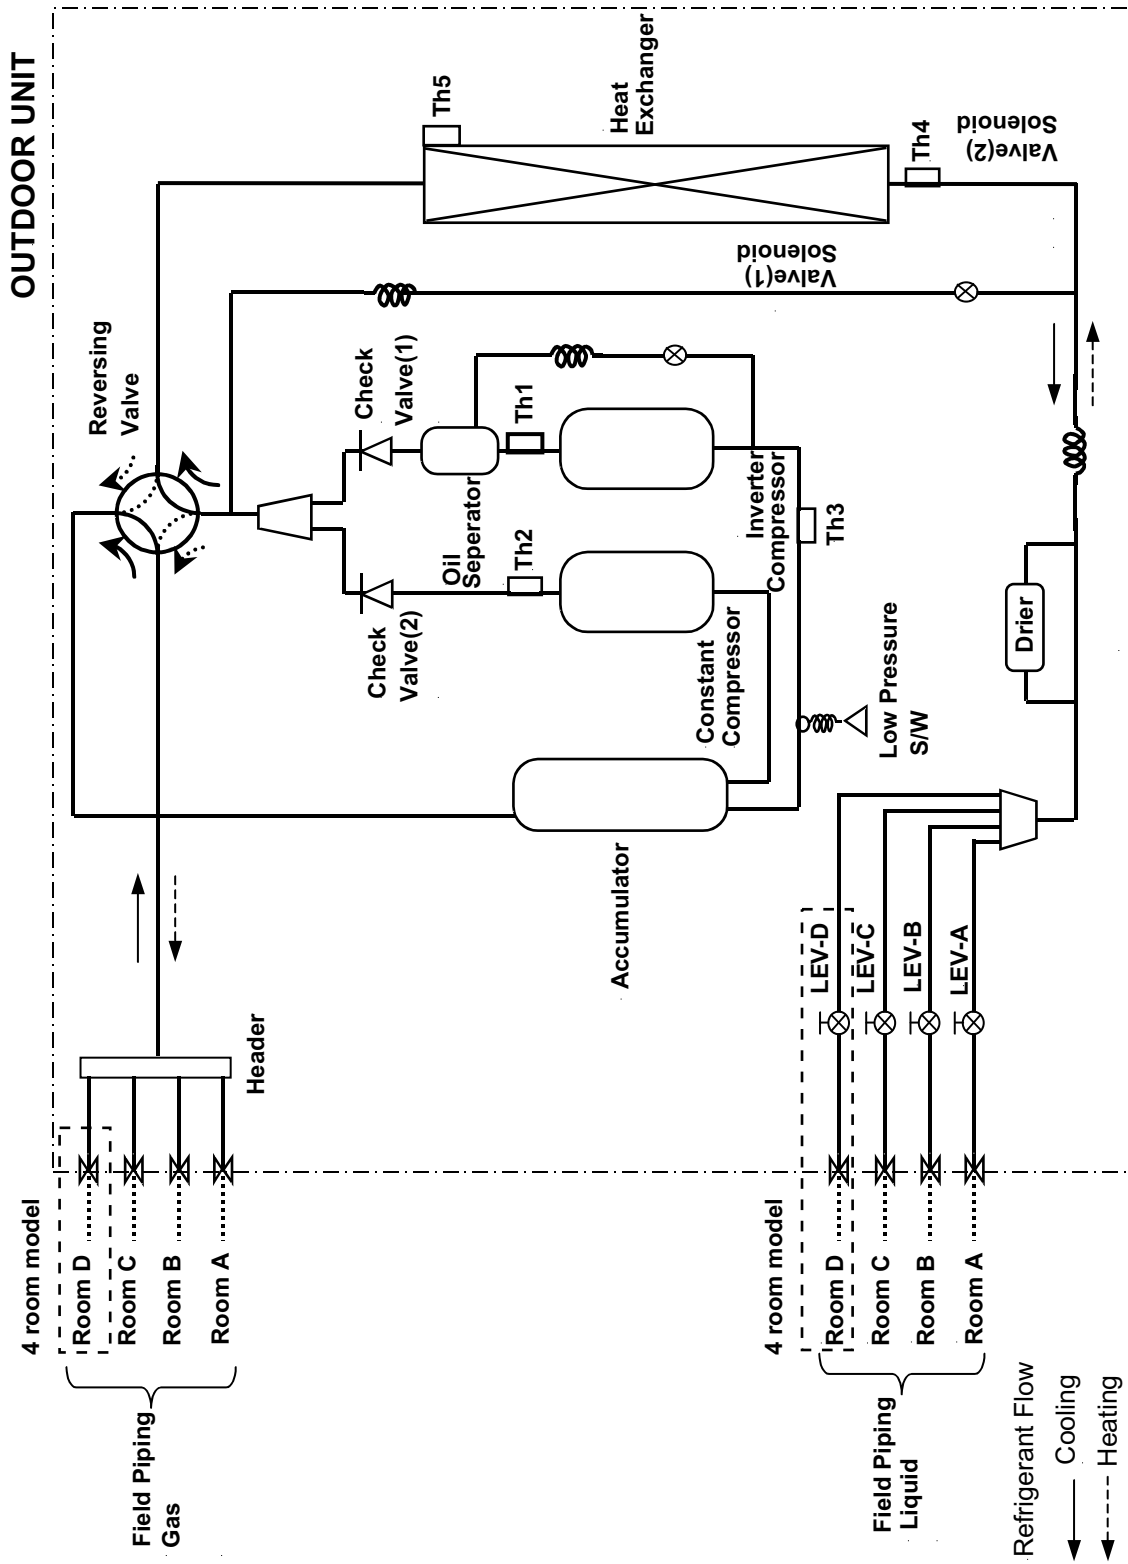 OUTDOOR UNIT
Th5
Heat
Exchanger
Th4
Solenoid
Valve(2)
Solenoid
Valve(1)
Reversing
Valve
Check
Valve(1)
Th1
Oil
Seperator
Inverter
Compressor
Th3
Th2
Check
Valve(2)
Constant
Compressor
Low Pressure
S/W
Drier
Accumulator
Header
LEV-D
LEV-C
LEV-B
LEV-A
4 room model
Room D
Room C
Room B
Room A
Field Piping
Gas
4 room model
Room D
Room C
Room B
Room A
Field Piping
Liquid
Refrigerant Flow
Cooling
Heating